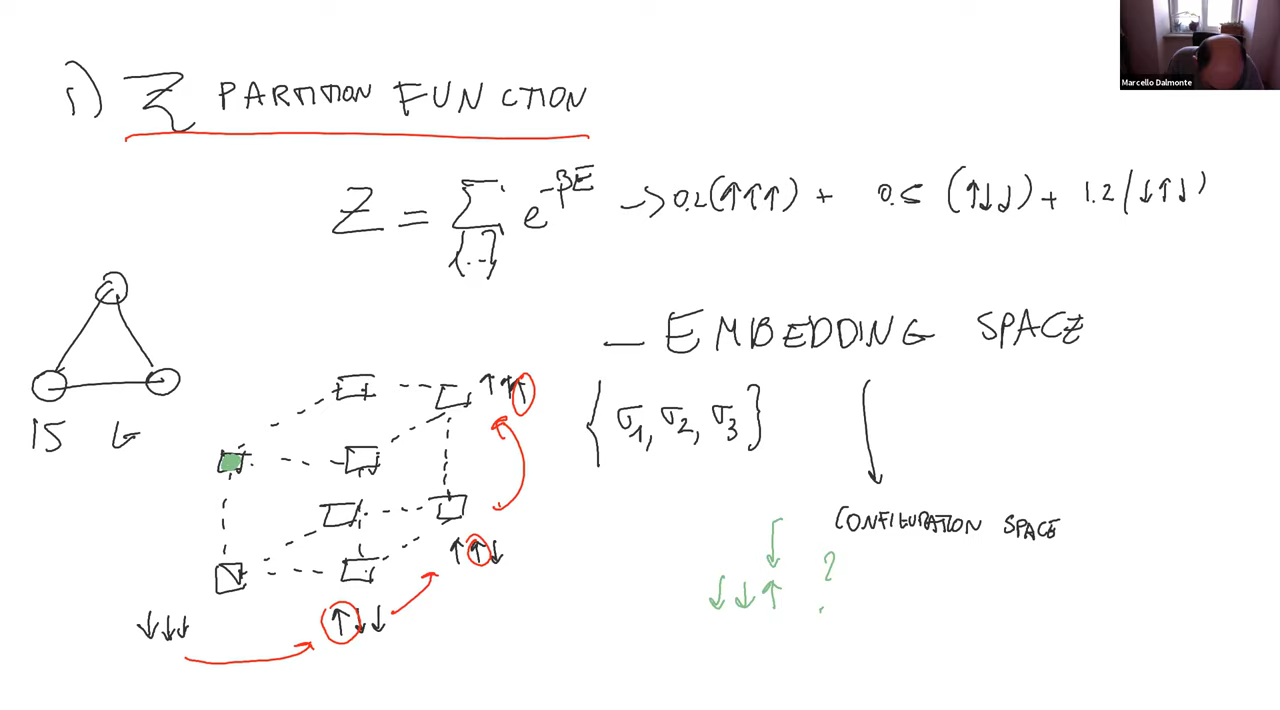 1) Z PARTITION FUNCTION
Z = Σ e^{-βE} → 0.2(↑↑↑) + 0.5 (↑↓↓) + 1.2 (↓↑↓)
{...}
— EMBEDDING SPACE
{σ1, σ2, σ3}
IS
↑↑↑
CONFIGURATION SPACE
↑↑↓
↓↓↑ ?
↓↓↓ ↑↓↓
Marcello Dalmonte